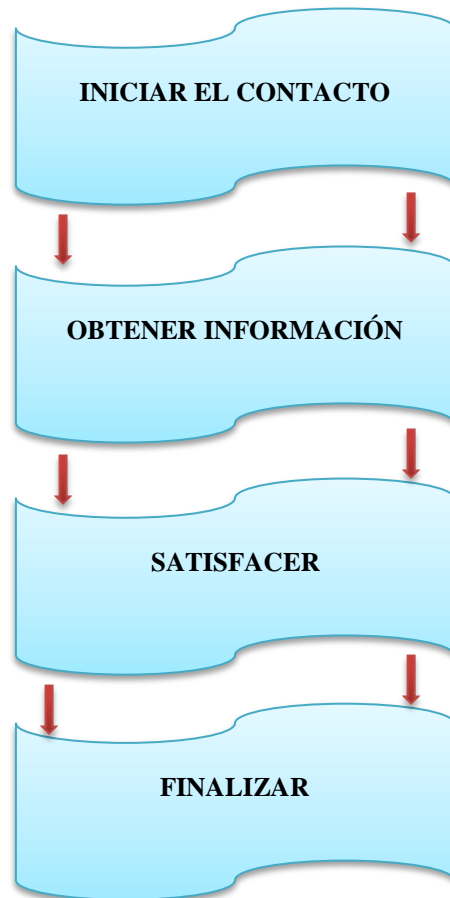 INICIAR EL CONTACTO
OBTENER INFORMACIÓN
SATISFACER
FINALIZAR